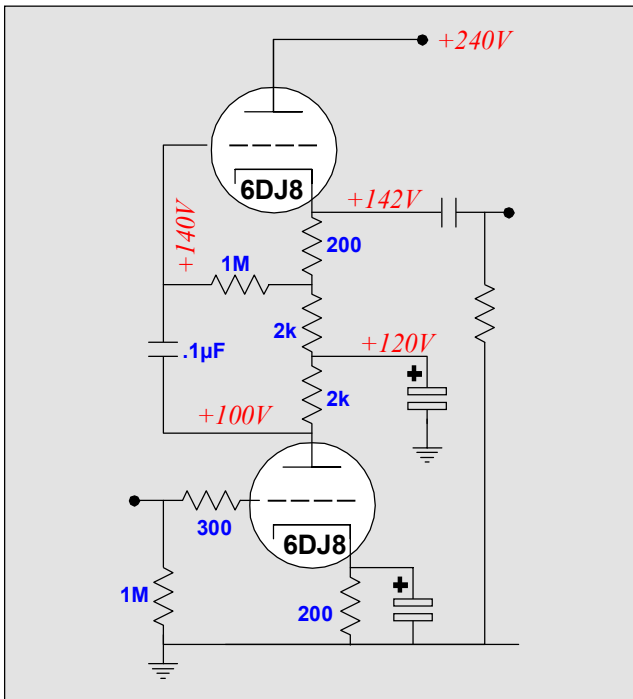 +240V
6DJ8
+142V
+140V
200
1M
2k
+120V
.1µF
+
2k
+100V
300
6DJ8
+
1M
200